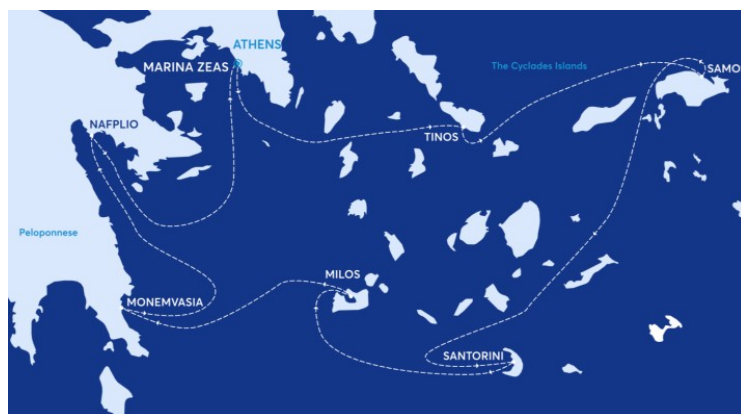 ATHENS
The Cyclades Islands
MARINA ZEAS
SAMO
NAFPLIO
TINOS
Peloponnese
MILOS
MONEMVASIA
SANTORINI